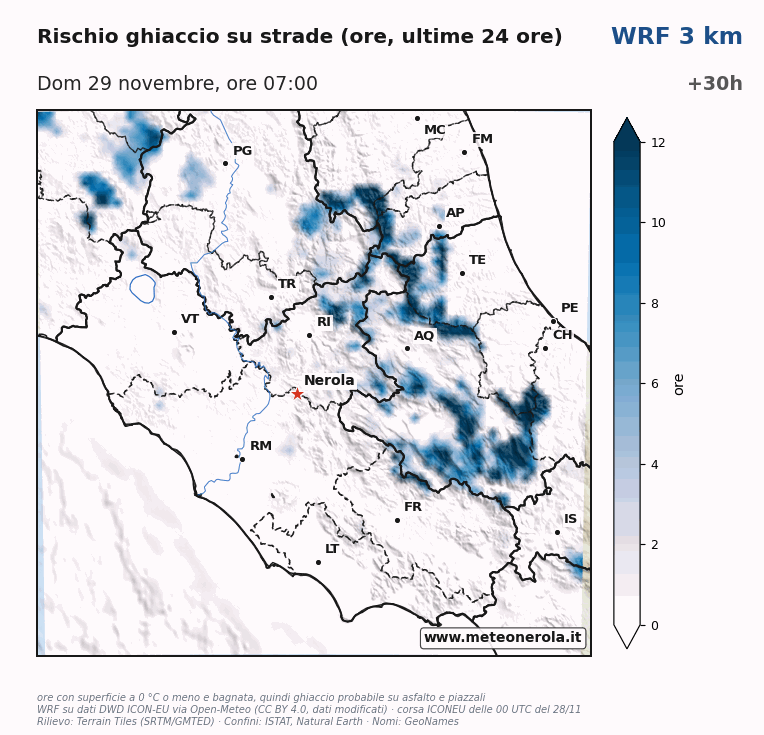 Rischio ghiaccio su strade (ore, ultime 24 ore)
WRF 3 km
Dom 29 novembre, ore 07:00
+30h
MC
FM
PG
AP
TE
TR
PE
VT
RI
AQ
CH
Nerola
RM
FR
IS
LT
www.meteonerola.it
12
10
8
6
4
2
0
ore
ore con superficie a 0 °C o meno e bagnata, quindi ghiaccio probabile su asfalto e piazzali
WRF su dati DWD ICON-EU via Open-Meteo (CC BY 4.0, dati modificati) · corsa ICONEU delle 00 UTC del 28/11
Rilievo: Terrain Tiles (SRTM/GMTED) · Confini: ISTAT, Natural Earth · Nomi: GeoNames